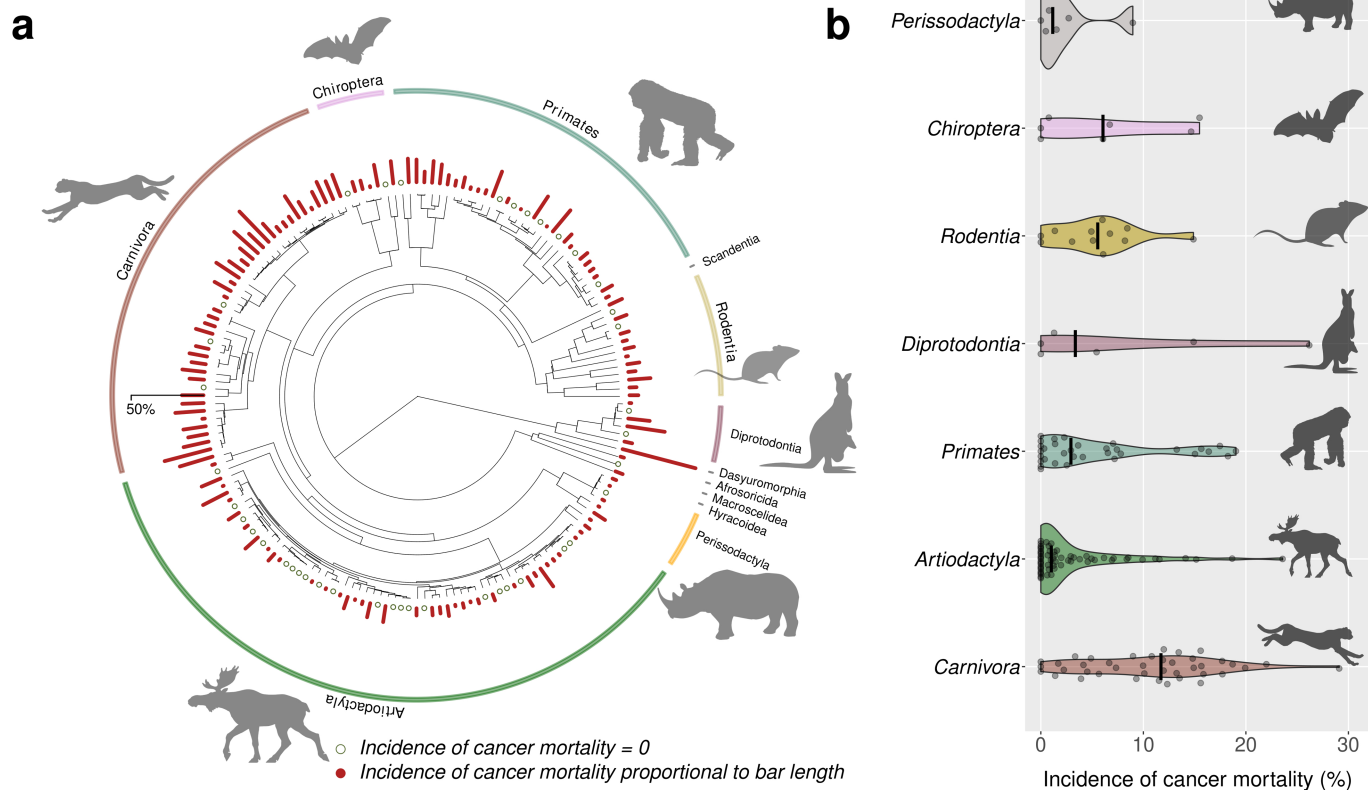 a
Chiroptera
Primates
Carnivora
Scandentia
Rodentia
50%
Diprotodontia
Dasyuromorphia
Afrosoricida
Macroscelidea
Hyracoidea
Perissodactyla
Artiodactyla
Incidence of cancer mortality = 0
Incidence of cancer mortality proportional to bar length
b
Perissodactyla
Chiroptera
Rodentia
Diprotodontia
Primates
Artiodactyla
Carnivora
0 10 20 30
Incidence of cancer mortality (%)